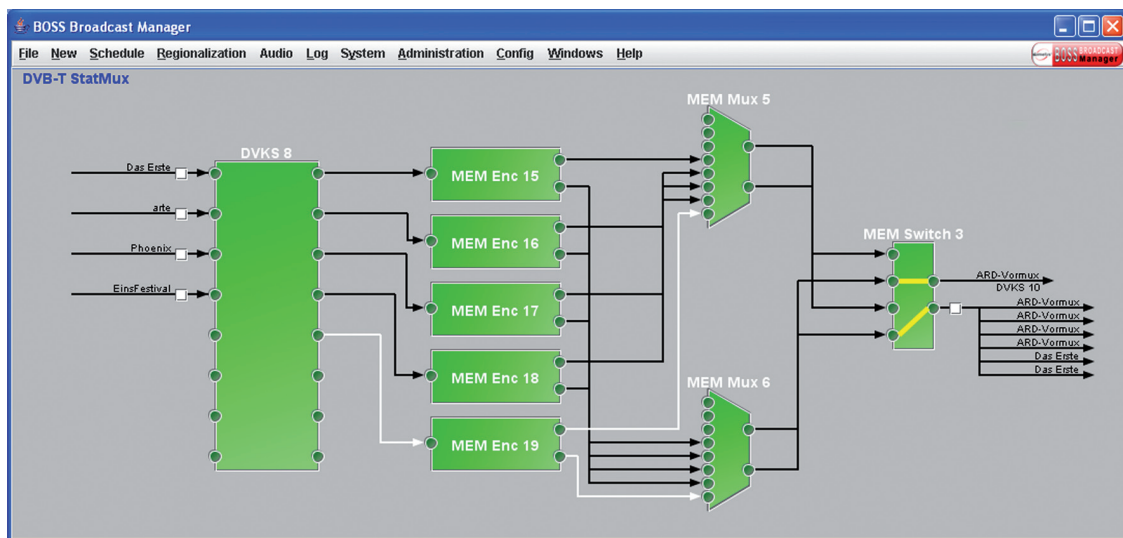 BOSS Broadcast Manager
File New Schedule Regionalization Audio Log System Administration Config Windows Help
BOSS BROADCAST Manager
DVB-T StatMux
MEM Mux 5
DVKS 8
Das Erste
MEM Enc 15
arte
MEM Enc 16
MEM Switch 3
Phoenix
ARD-Vormux
DVKS 10
EinsFestival
MEM Enc 17
ARD-Vormux
ARD-Vormux
ARD-Vormux
ARD-Vormux
Das Erste
Das Erste
MEM Enc 18
MEM Mux 6
MEM Enc 19